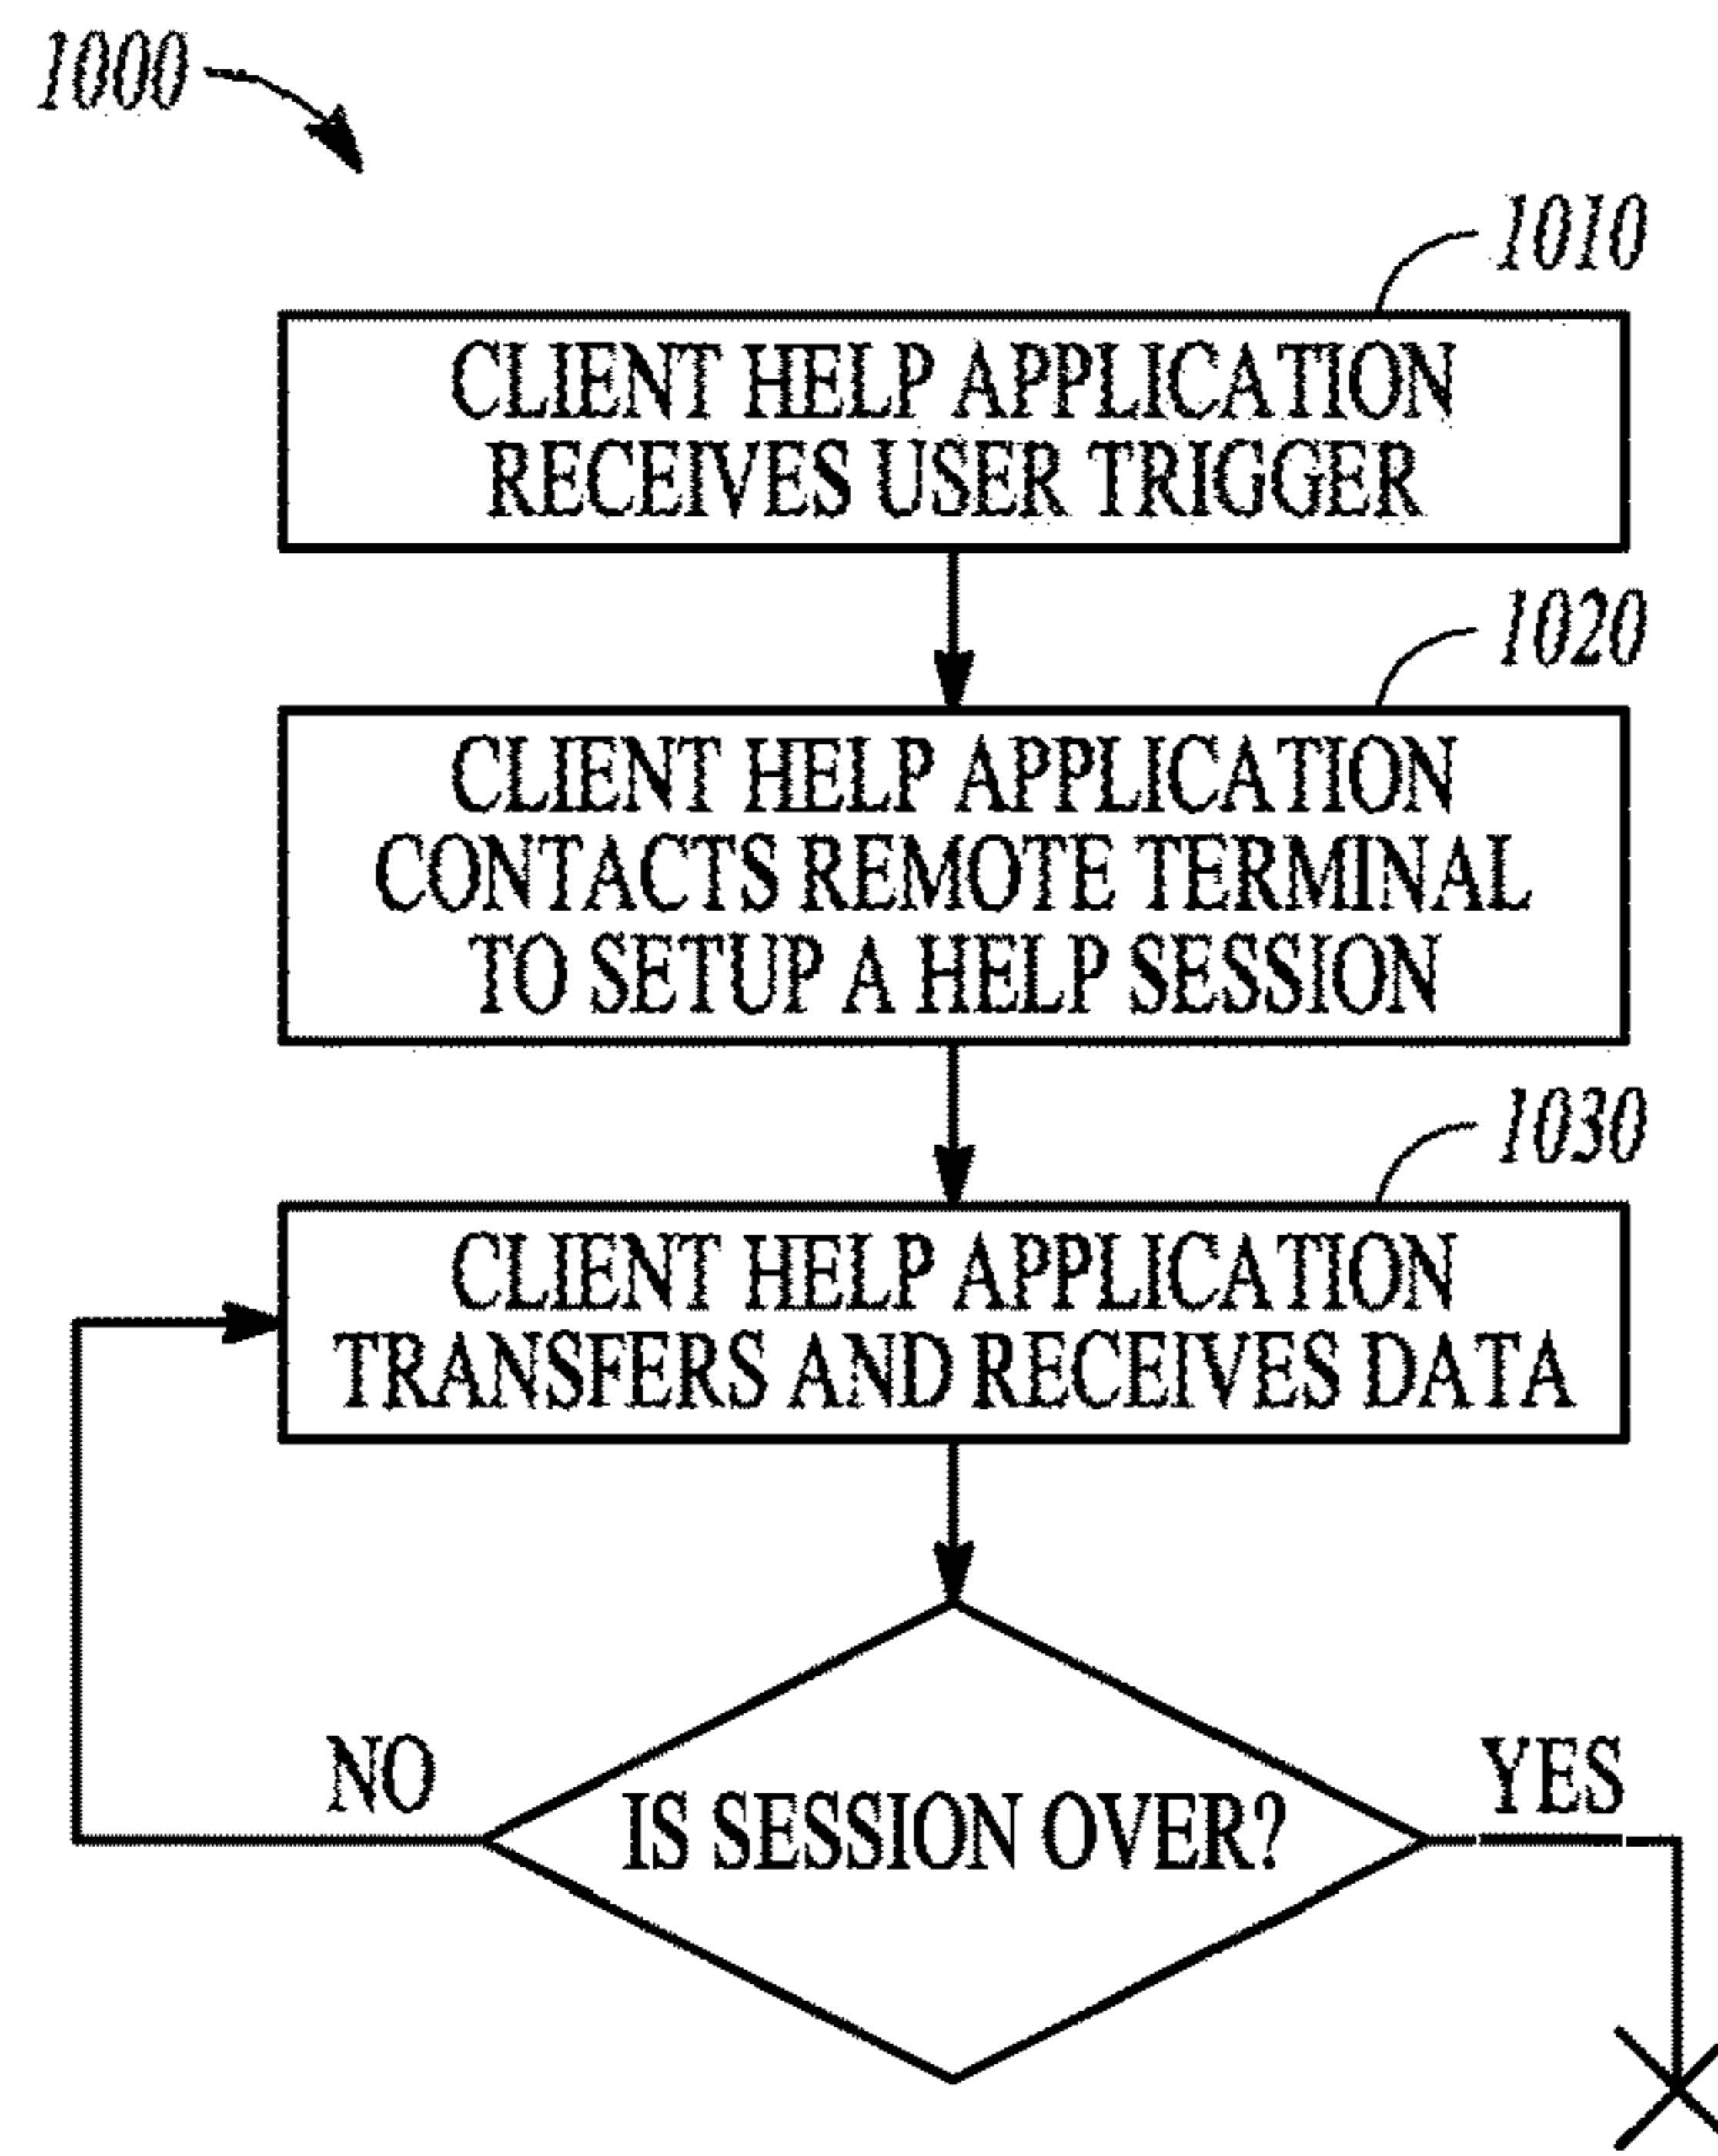 1000
1010
CLIENT HELP APPLICATION
RECEIVES USER TRIGGER
1020
CLIENT HELP APPLICATION
CONTACTS REMOTE TERMINAL
TO SETUP A HELP SESSION
1030
CLIENT HELP APPLICATION
TRANSFERS AND RECEIVES DATA
NO
YES
IS SESSION OVER?